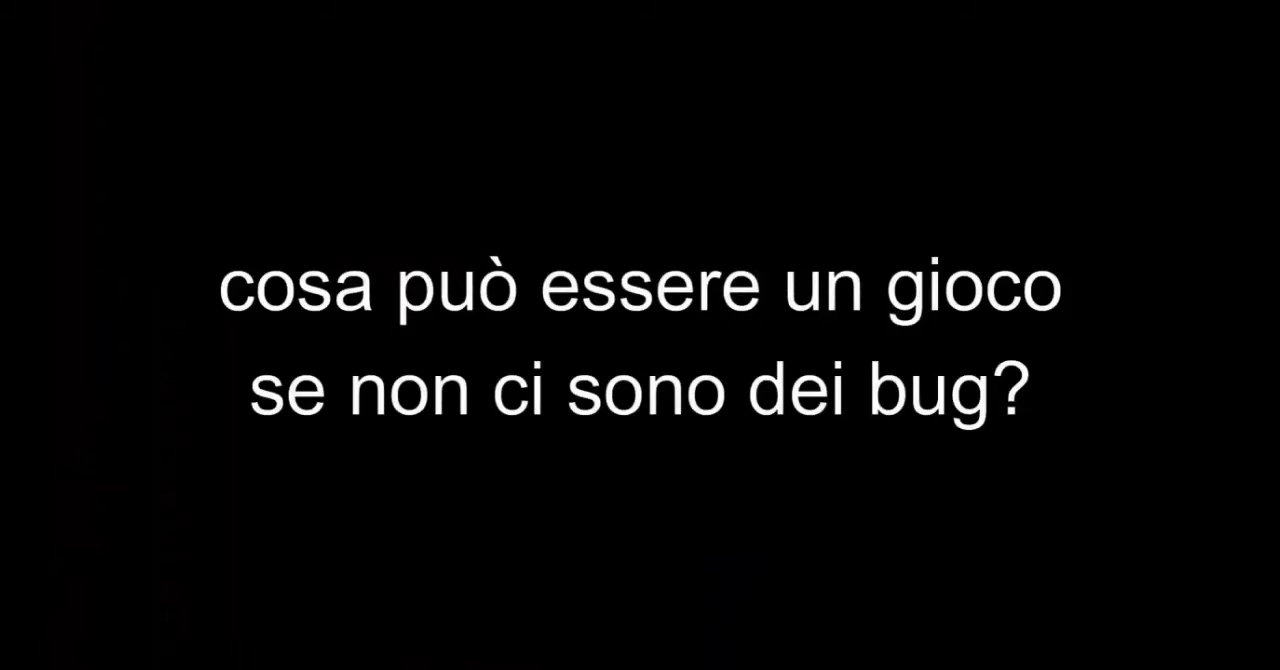 cosa può essere un gioco
se non ci sono dei bug?